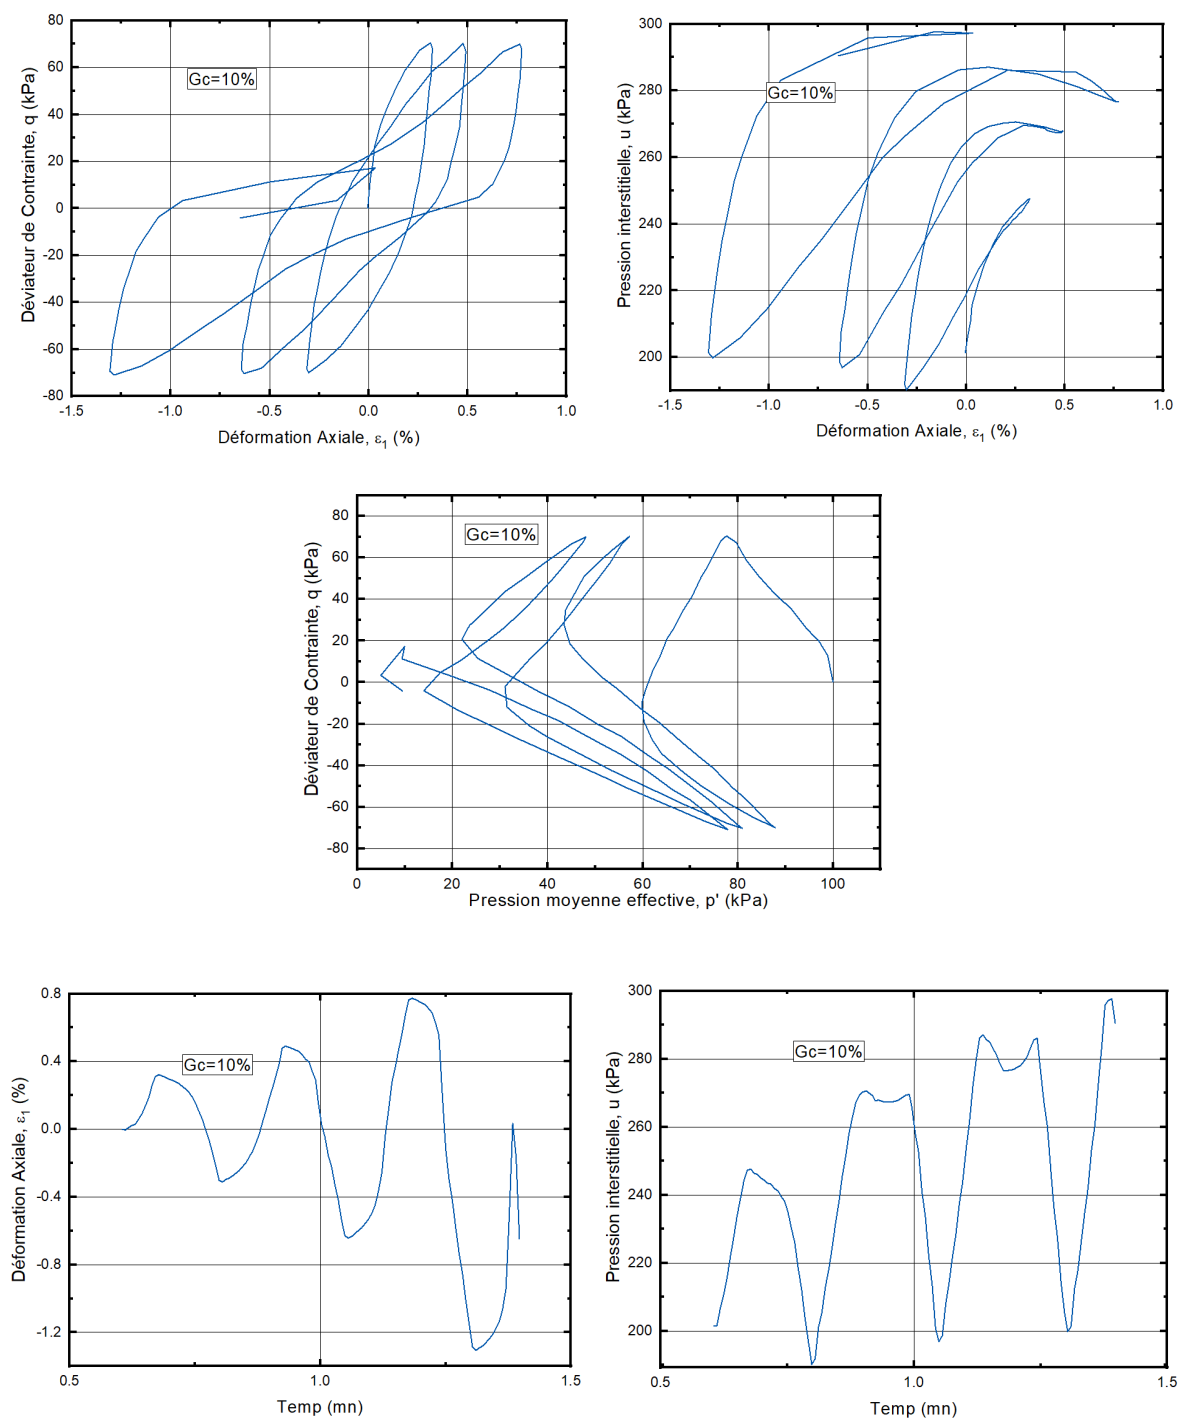 80
60
40
20
0
-20
-40
-60
-80
Déviateur de Contrainte, q (kPa)
Gc=10%
-1.5 -1.0 -0.5 0.0 0.5 1.0
Déformation Axiale, ε1 (%)
300
280
260
240
220
200
Pression interstitielle, u (kPa)
Gc=10%
-1.5 -1.0 -0.5 0.0 0.5 1.0
Déformation Axiale, ε1 (%)
80
60
40
20
0
-20
-40
-60
-80
Déviateur de Contrainte, q (kPa)
Gc=10%
0 20 40 60 80 100
Pression moyenne effective, p' (kPa)
0.8
0.4
0.0
-0.4
-0.8
-1.2
Déformation Axiale, ε1 (%)
Gc=10%
0.5 1.0 1.5
Temp (mn)
300
280
260
240
220
200
Pression interstitielle, u (kPa)
Gc=10%
0.5 1.0 1.5
Temp (mn)